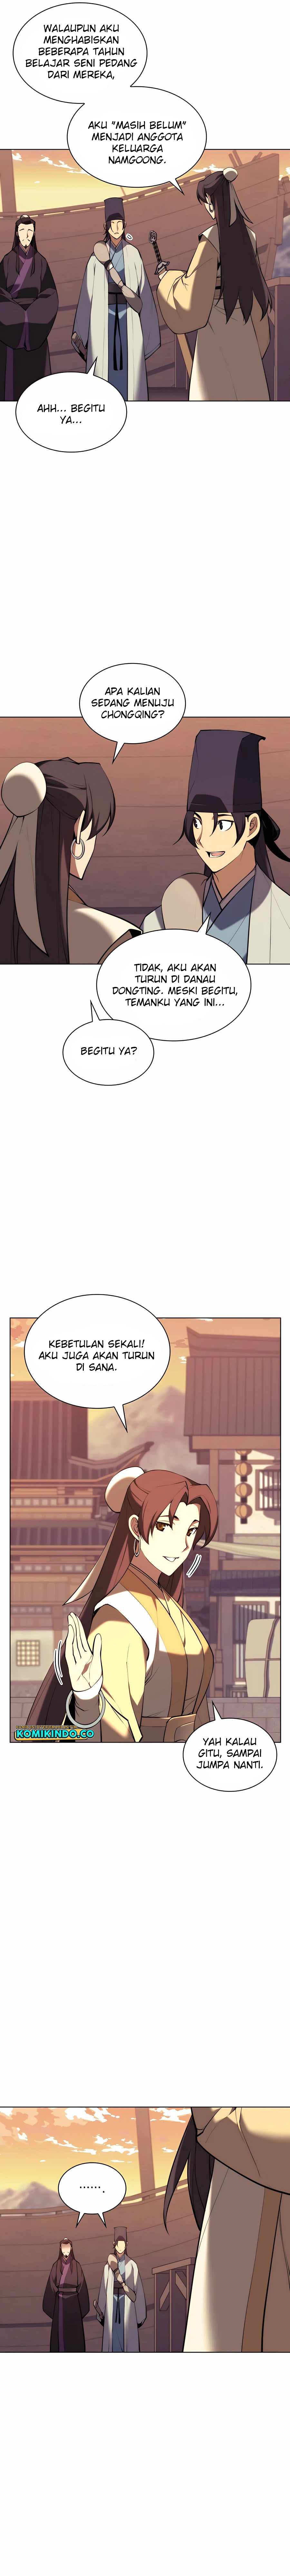 WALAUPUN AKU
MENGHABISKAN
BEBERAPA TAHUN
BELAJAR SENI PEDANG
DARI MEREKA,
AKU "MASIH BELUM"
MENJADI ANGGOTA
KELUARGA
NAMGOONG.
AHH... BEGITU
YA...
APA KALIAN
SEDANG MENUJU
CHONGQING?
TIDAK, AKU AKAN
TURUN DI DANAU
DONGTING. MESKI BEGITU,
TEMANKU YANG INI...
BEGITU YA?
KEBETULAN SEKALI!
AKU JUGA AKAN TURUN
DI SANA.
KOMIKINDO.CO
YAH KALAU
GITU, SAMPAI
JUMPA NANTI.
.......